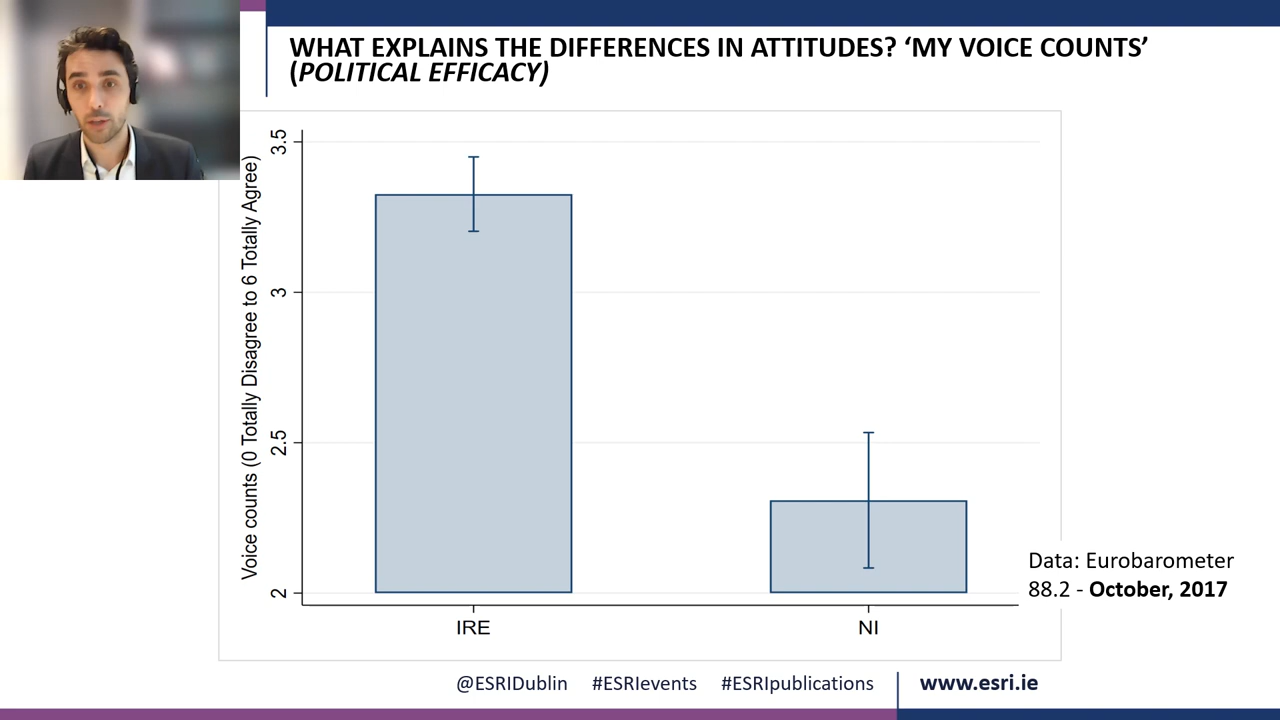 WHAT EXPLAINS THE DIFFERENCES IN ATTITUDES? ‘MY VOICE COUNTS’
(POLITICAL EFFICACY)
Voice counts (0 Totally Disagree to 6 Totally Agree)
3.5
3
2.5
2
IRE
NI
Data: Eurobarometer
88.2 - October, 2017
@ESRIDublin #ESRIevents #ESRIpublications www.esri.ie